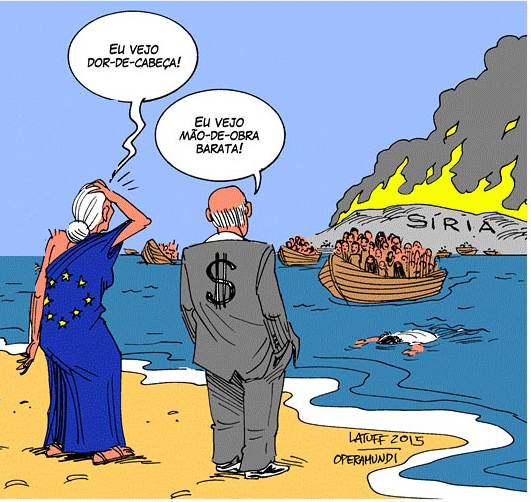 EU VEJO
DOR-DE-CABEÇA!
EU VEJO
MÃO-DE-OBRA
BARATA!
SÍRIA
$
LATUFF 2015
OPERAMUNDI